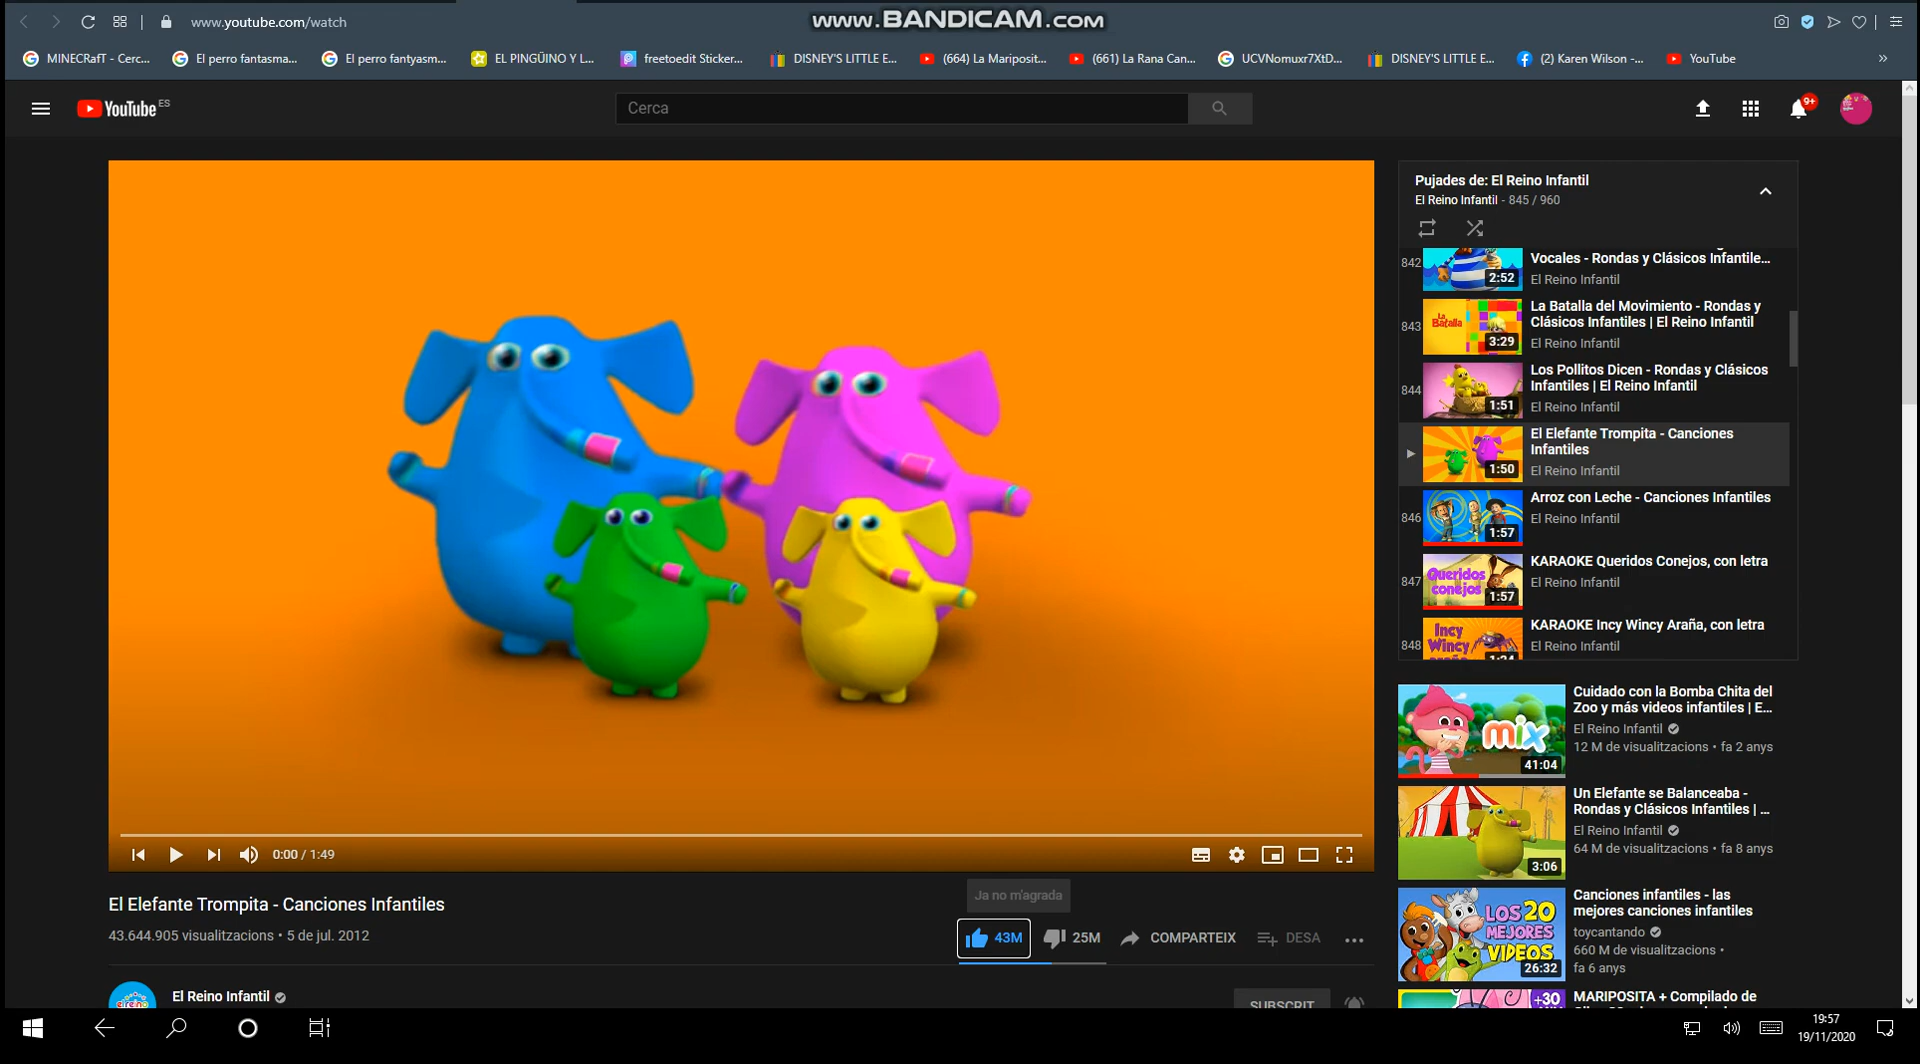 www.youtube.com/watch
WWW.BANDICAM.COM
MINECRafT - Cerc...
El perro fantasma...
El perro fantyasm...
EL PINGÜINO Y L...
freetoedit Sticker...
DISNEY'S LITTLE E...
(664) La Mariposit...
(661) La Rana Can...
UCVNomuxr7XtD...
DISNEY'S LITTLE E...
(2) Karen Wilson -...
YouTube
»
YouTube ES
Cerca
9+
Pujades de: El Reino Infantil
El Reino Infantil - 845 / 960
842
2:52
Vocales - Rondas y Clásicos Infantile...
El Reino Infantil
843
La Batalla
3:29
La Batalla del Movimiento - Rondas y
Clásicos Infantiles | El Reino Infantil
El Reino Infantil
844
1:51
Los Pollitos Dicen - Rondas y Clásicos
Infantiles | El Reino Infantil
El Reino Infantil
1:50
El Elefante Trompita - Canciones
Infantiles
El Reino Infantil
846
1:57
Arroz con Leche - Canciones Infantiles
El Reino Infantil
847
Queridos
conejos
1:57
KARAOKE Queridos Conejos, con letra
El Reino Infantil
848
Incy
Wincy
1:24
KARAOKE Incy Wincy Araña, con letra
El Reino Infantil
mix
41:04
Cuidado con la Bomba Chita del
Zoo y más videos infantiles | E...
El Reino Infantil
12 M de visualitzacions • fa 2 anys
3:06
Un Elefante se Balanceaba -
Rondas y Clásicos Infantiles | ...
El Reino Infantil
64 M de visualitzacions • fa 8 anys
LOS 20
MEJORES
VIDEOS
26:32
Canciones infantiles - las
mejores canciones infantiles
toycantando
660 M de visualitzacions •
fa 6 anys
+30
MARIPOSITA + Compilado de
0:00 / 1:49
El Elefante Trompita - Canciones Infantiles
43.644.905 visualitzacions • 5 de jul. 2012
Ja no m'agrada
43M
25M
COMPARTEIX
DESA
El Reino Infantil
SUBSCRIT
19:57
19/11/2020